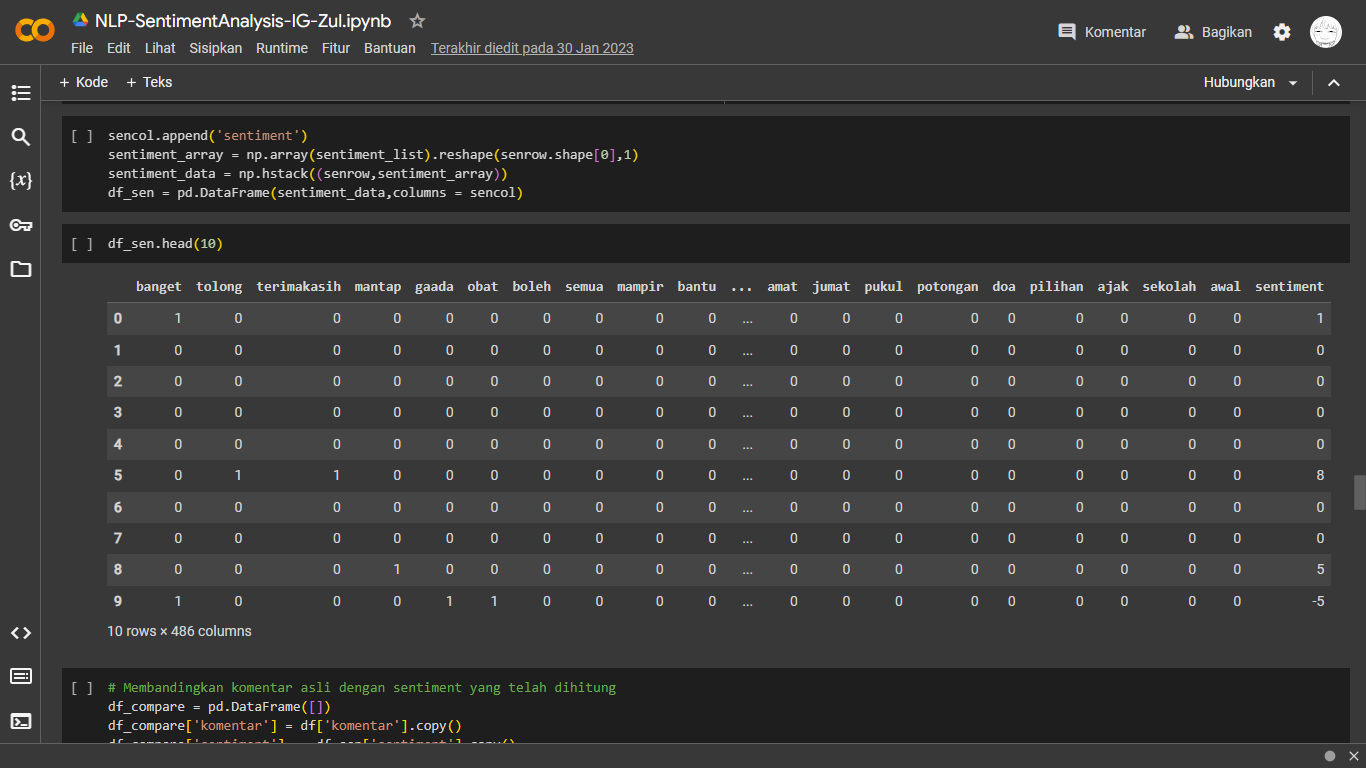 NLP-SentimentAnalysis-IG-Zul.ipynb
File Edit Lihat Sisipkan Runtime Fitur Bantuan Terakhir diedit pada 30 Jan 2023
Komentar Bagikan
+ Kode + Teks
Hubungkan
[ ] sencol.append('sentiment')
sentiment_array = np.array(sentiment_list).reshape(senrow.shape[0],1)
sentiment_data = np.hstack((senrow,sentiment_array))
df_sen = pd.DataFrame(sentiment_data,columns = sencol)
[ ] df_sen.head(10)
banget tolong terimakasih mantap gaada obat boleh semua mampir bantu ... amat jumat pukul potongan doa pilihan ajak sekolah awal sentiment
0 1 0 0 0 0 0 0 0 0 0 ... 0 0 0 0 0 0 0 0 0 1
1 0 0 0 0 0 0 0 0 0 0 ... 0 0 0 0 0 0 0 0 0 0
2 0 0 0 0 0 0 0 0 0 0 ... 0 0 0 0 0 0 0 0 0 0
3 0 0 0 0 0 0 0 0 0 0 ... 0 0 0 0 0 0 0 0 0 0
4 0 0 0 0 0 0 0 0 0 0 ... 0 0 0 0 0 0 0 0 0 0
5 0 1 1 0 0 0 0 0 0 0 ... 0 0 0 0 0 0 0 0 0 8
6 0 0 0 0 0 0 0 0 0 0 ... 0 0 0 0 0 0 0 0 0 0
7 0 0 0 0 0 0 0 0 0 0 ... 0 0 0 0 0 0 0 0 0 0
8 0 0 0 1 0 0 0 0 0 0 ... 0 0 0 0 0 0 0 0 0 5
9 1 0 0 0 1 1 0 0 0 0 ... 0 0 0 0 0 0 0 0 0 -5
10 rows × 486 columns
[ ] # Membandingkan komentar asli dengan sentiment yang telah dihitung
df_compare = pd.DataFrame([])
df_compare['komentar'] = df['komentar'].copy()